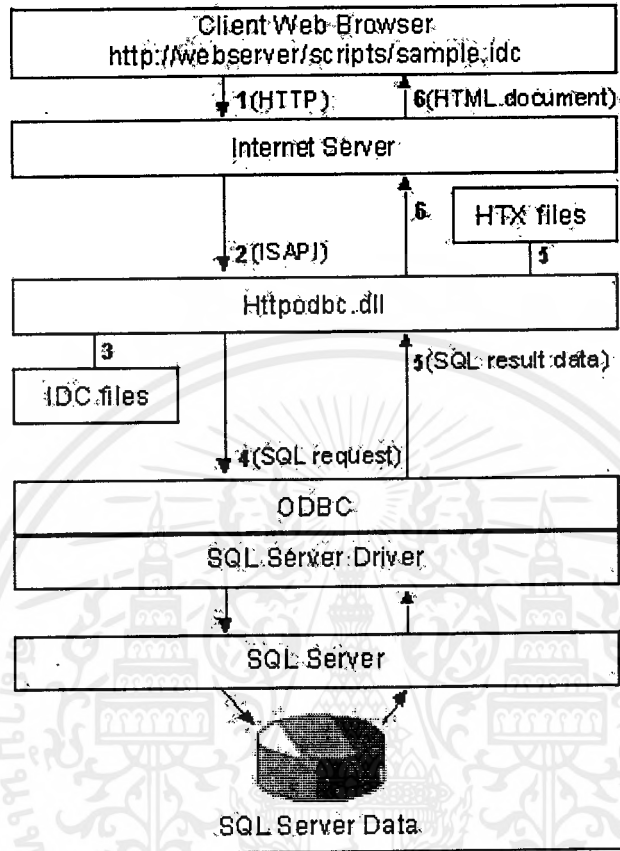 Client Web Browser
http://webserver/scripts/sample.idc
1(HTTP)
6(HTML document)
Internet Server
2(ISAPI)
6
HTX files
5
Httpodbc.dll
3
5(SQL result data)
IDC files
4(SQL request)
ODBC
SQL Server Driver
SQL Server
SQL Server Data